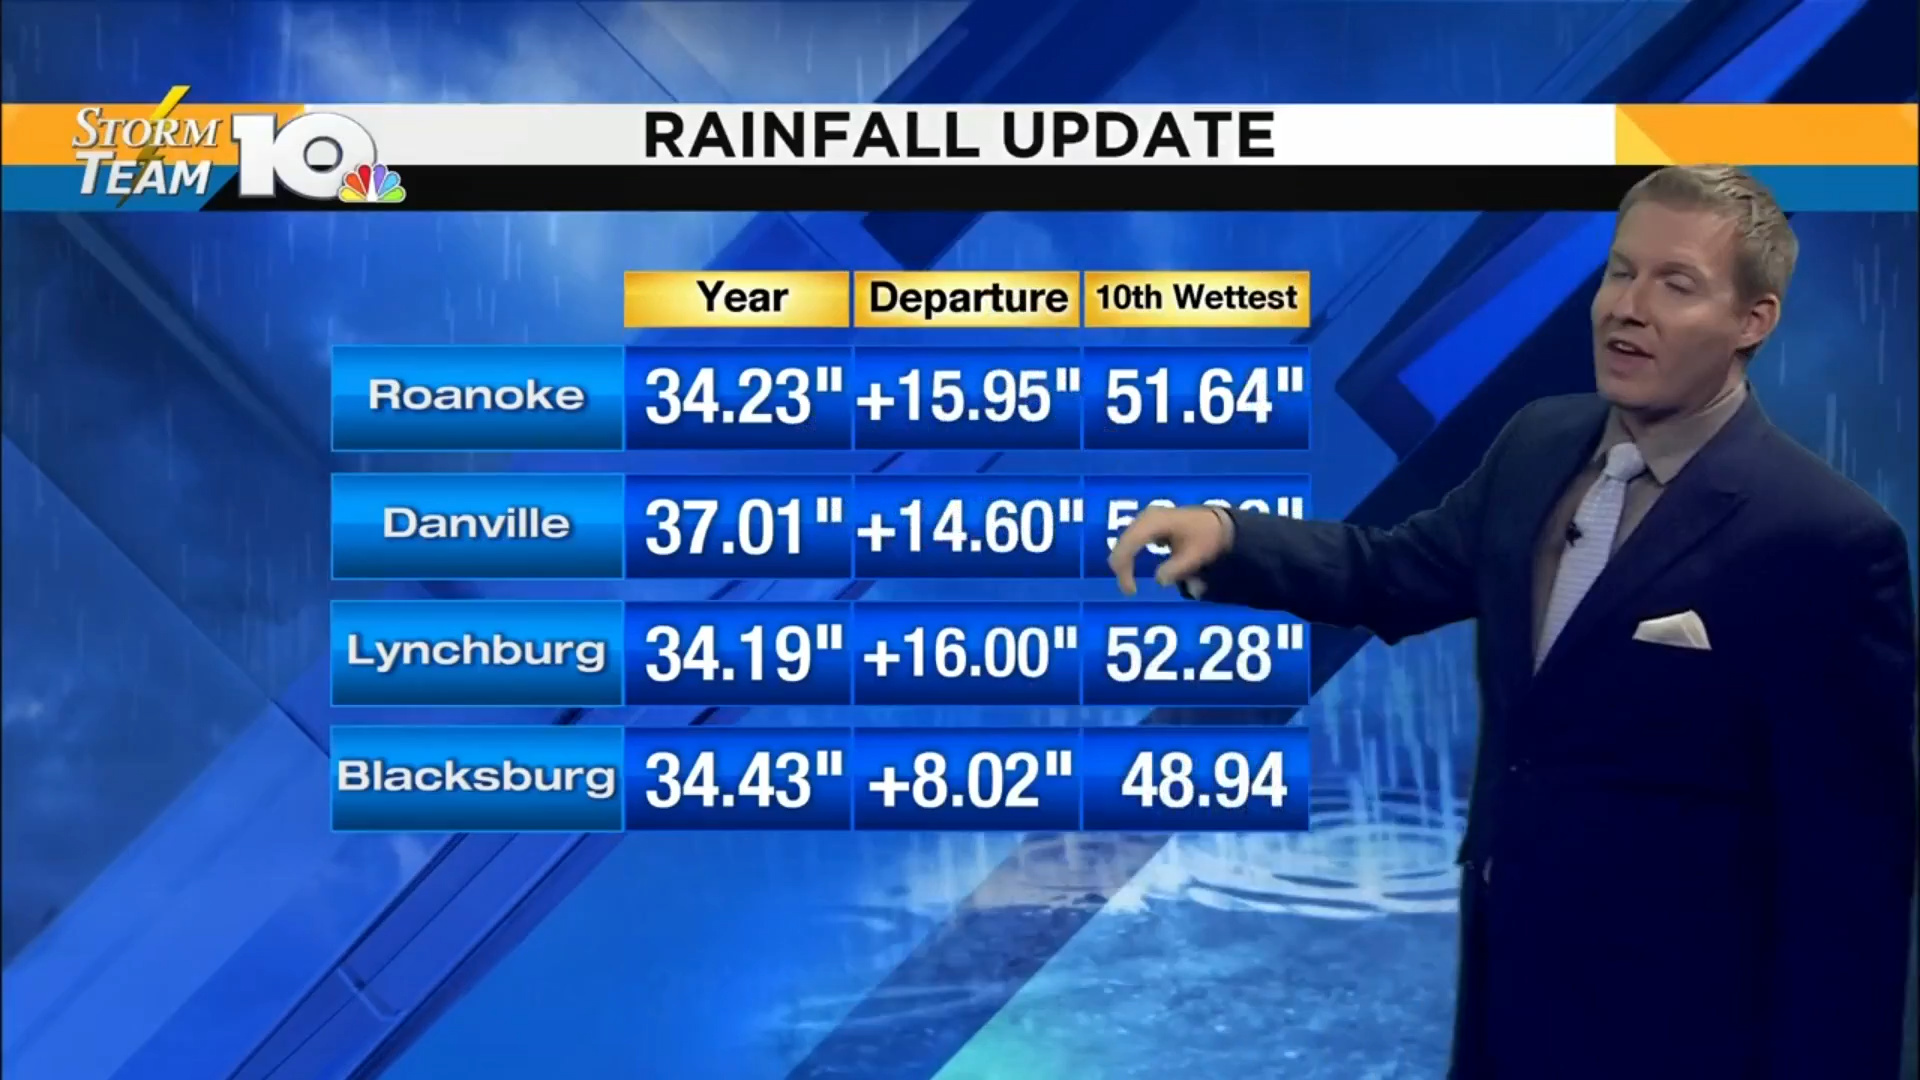 STORM
TEAM 10
RAINFALL UPDATE
Year Departure 10th Wettest
Roanoke 34.23" +15.95" 51.64"
Danville 37.01" +14.60"
Lynchburg 34.19" +16.00" 52.28"
Blacksburg 34.43" +8.02" 48.94